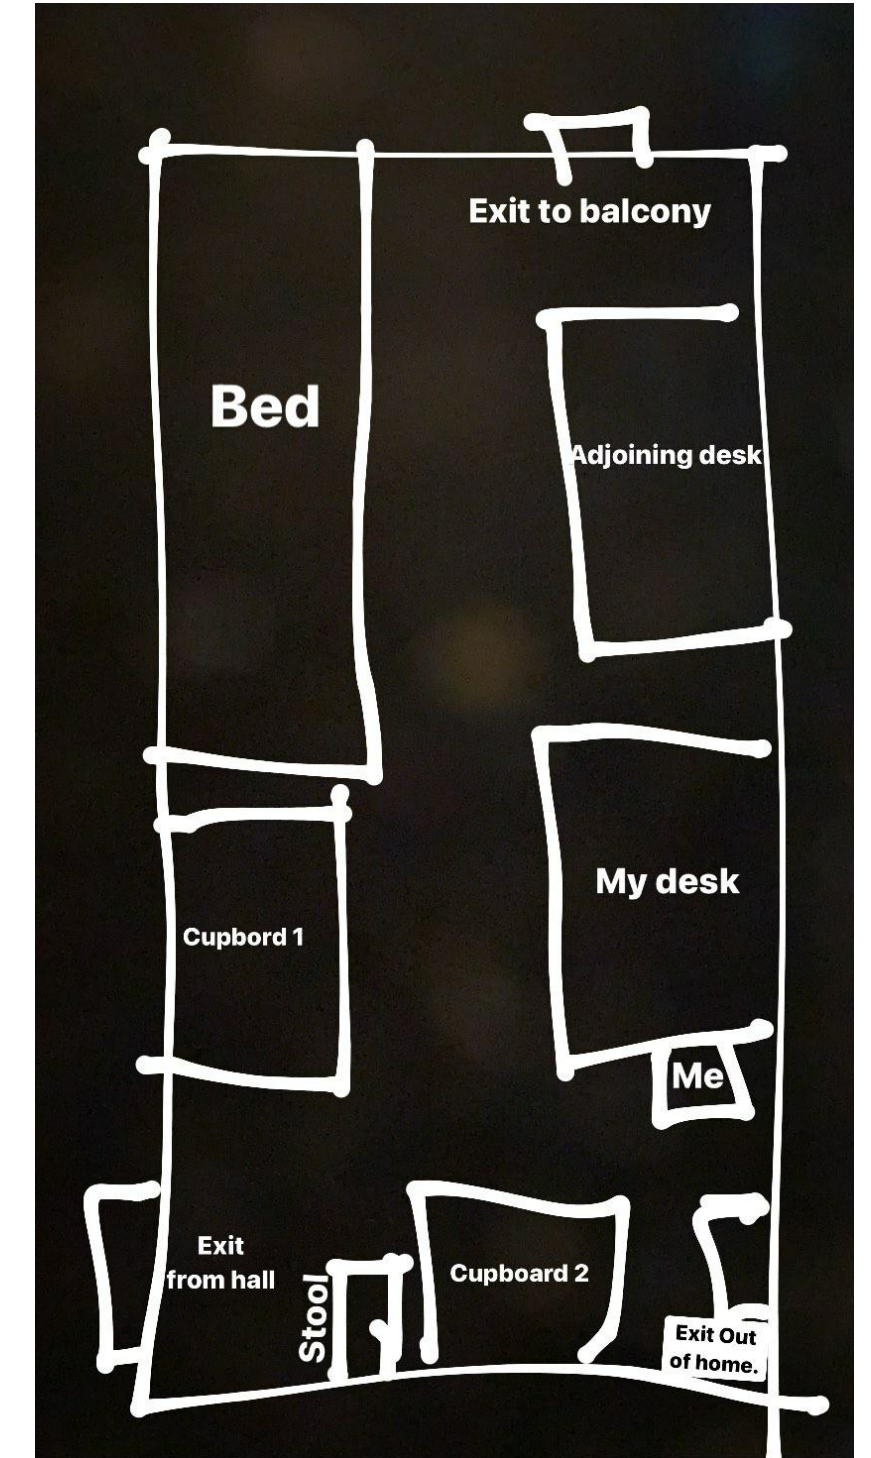 Exit to balcony
Bed
Adjoining desk
My desk
Cupbord 1
Me
Exit
from hall
Stool
Cupboard 2
Exit Out
of home.